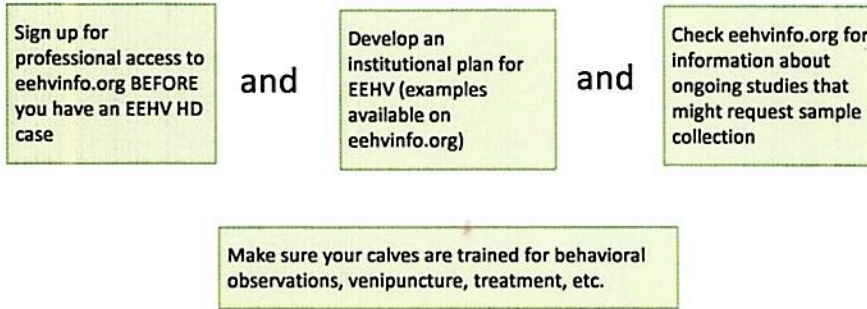 Sign up for
professional access to
eehvinfo.org BEFORE
you have an EEHV HD
case
and
Develop an
institutional plan for
EEHV (examples
available on
eehvinfo.org)
and
Check eehvinfo.org for
information about
ongoing studies that
might request sample
collection
Make sure your calves are trained for behavioral
observations, venipuncture, treatment, etc.